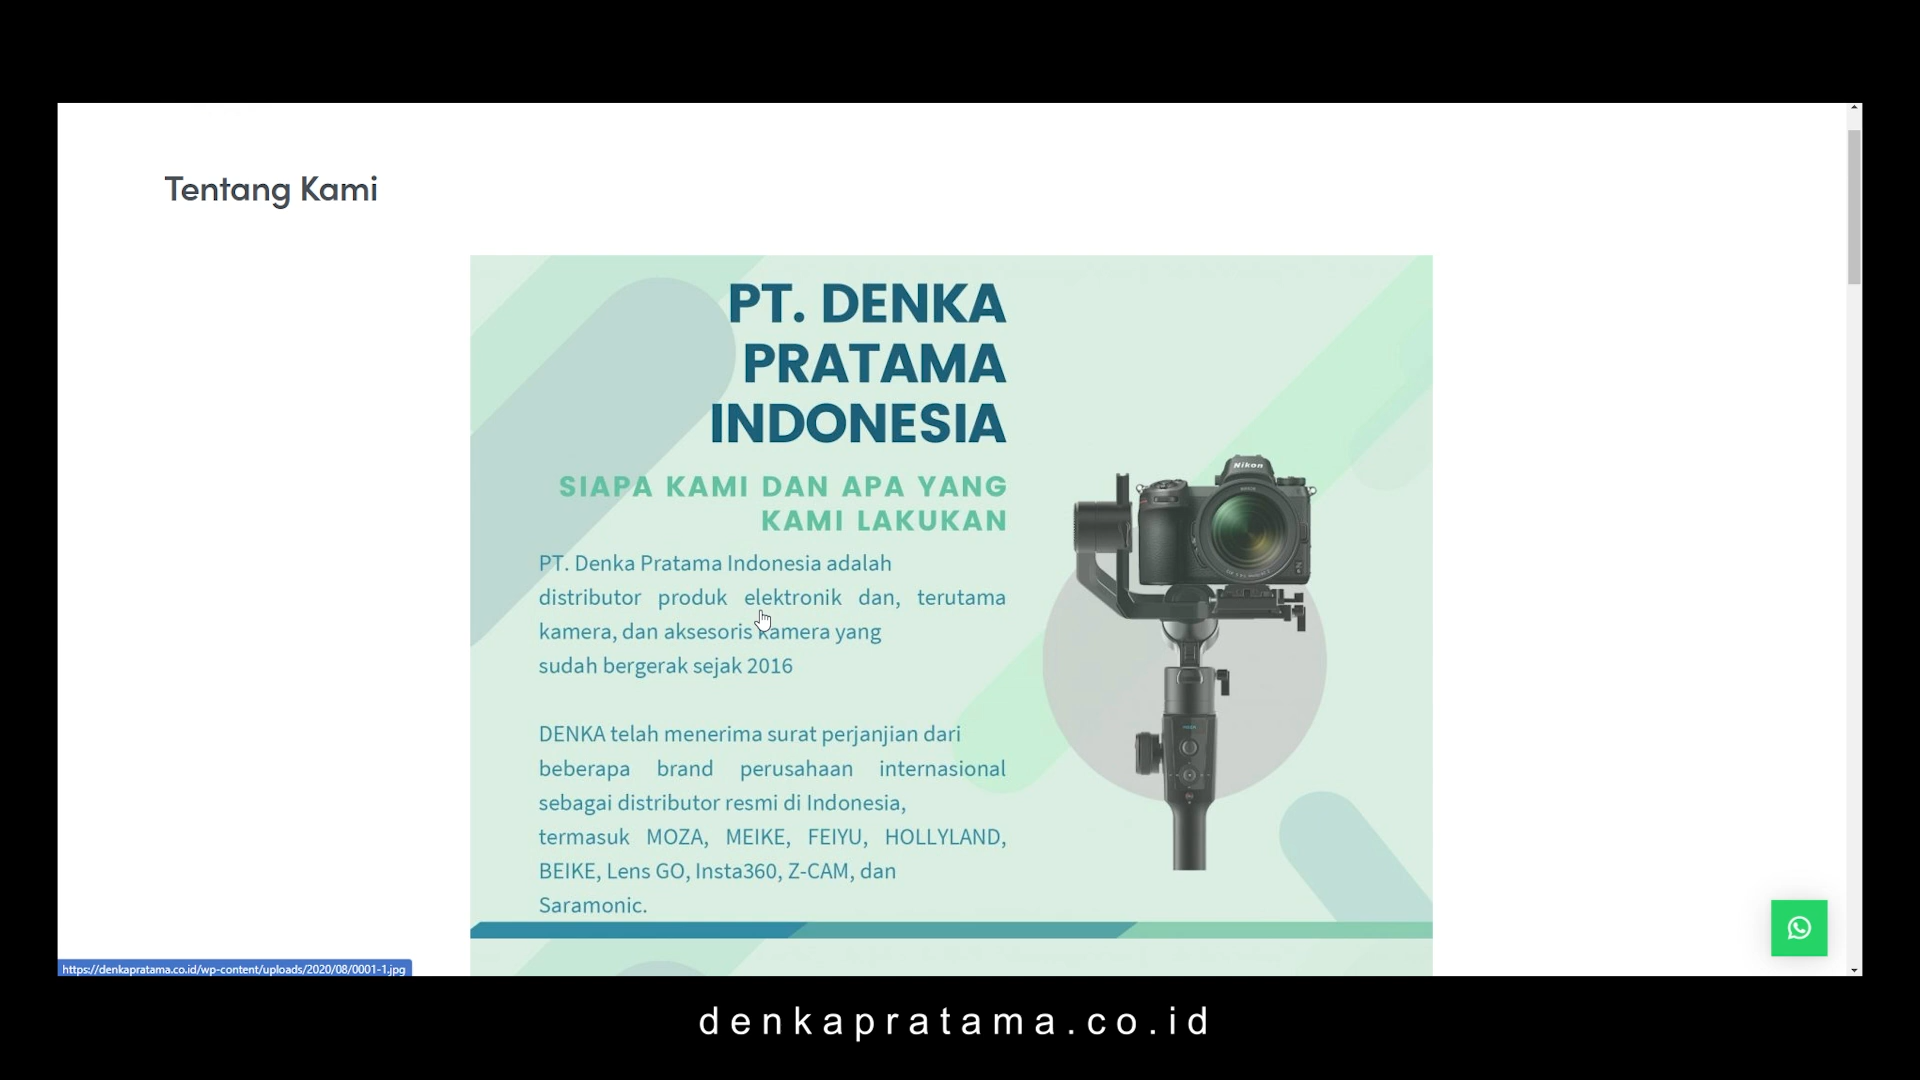 Tentang Kami
PT. DENKA
PRATAMA
INDONESIA
SIAPA KAMI DAN APA YANG
KAMI LAKUKAN
PT. Denka Pratama Indonesia adalah
distributor produk elektronik dan, terutama
kamera, dan aksesoris kamera yang
sudah bergerak sejak 2016
DENKA telah menerima surat perjanjian dari
beberapa brand perusahaan internasional
sebagai distributor resmi di Indonesia,
termasuk MOZA, MEIKE, FEIYU, HOLLYLAND,
BEIKE, Lens GO, Insta360, Z-CAM, dan
Saramonic.
Nikon
https://denkapratama.co.id/wp-content/uploads/2020/08/0001-1.jpg
denkapratama.co.id